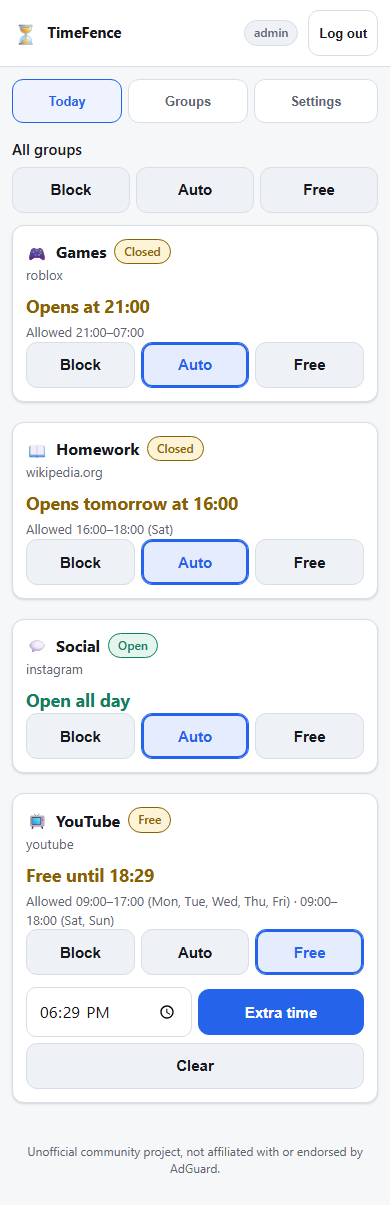 TimeFence
admin
Log out
Today
Groups
Settings
All groups
Block
Auto
Free
Games
Closed
roblox
Opens at 21:00
Allowed 21:00–07:00
Block
Auto
Free
Homework
Closed
wikipedia.org
Opens tomorrow at 16:00
Allowed 16:00–18:00 (Sat)
Block
Auto
Free
Social
Open
instagram
Open all day
Block
Auto
Free
YouTube
Free
youtube
Free until 18:29
Allowed 09:00–17:00 (Mon, Tue, Wed, Thu, Fri) · 09:00–
18:00 (Sat, Sun)
Block
Auto
Free
06:29 PM
Extra time
Clear
Unofficial community project, not affiliated with or endorsed by
AdGuard.